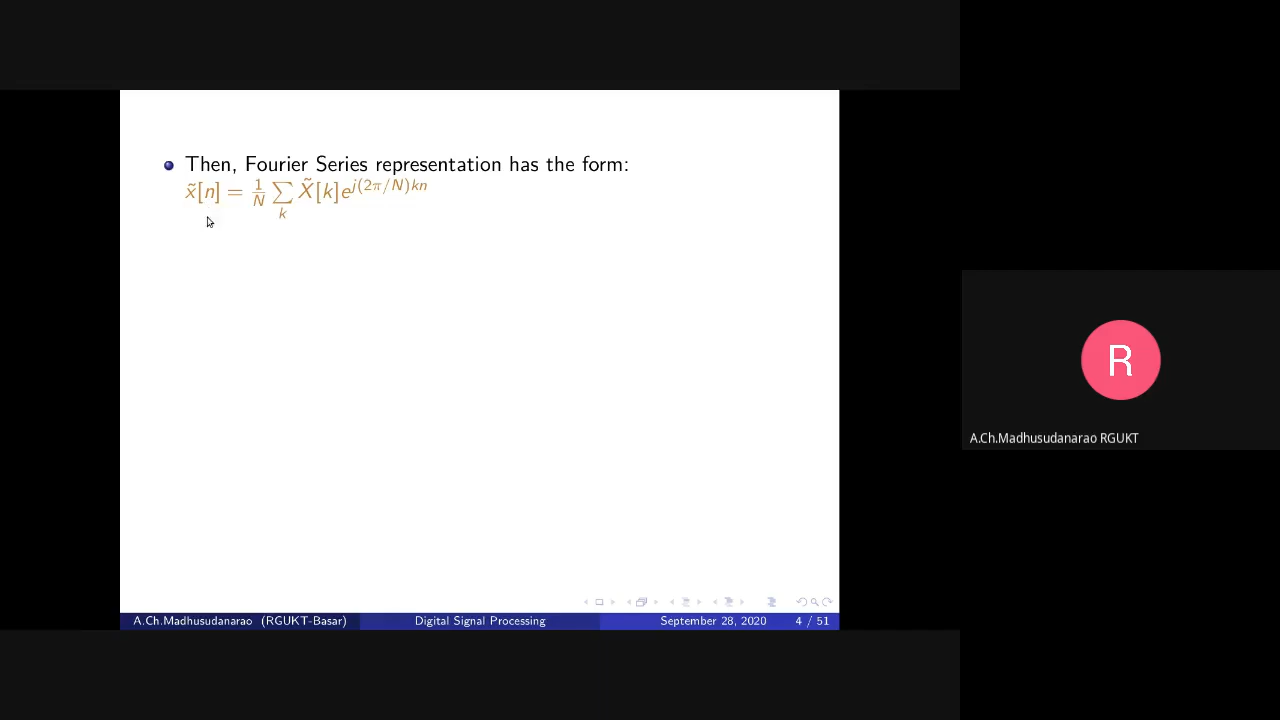 Then, Fourier Series representation has the form:
x̃[n] = 1/N ∑_k X̃[k]e^{j(2π/N)kn}
R
A.Ch.Madhusudanarao RGUKT
A.Ch.Madhusudanarao (RGUKT-Basar) Digital Signal Processing September 28, 2020 4 / 51